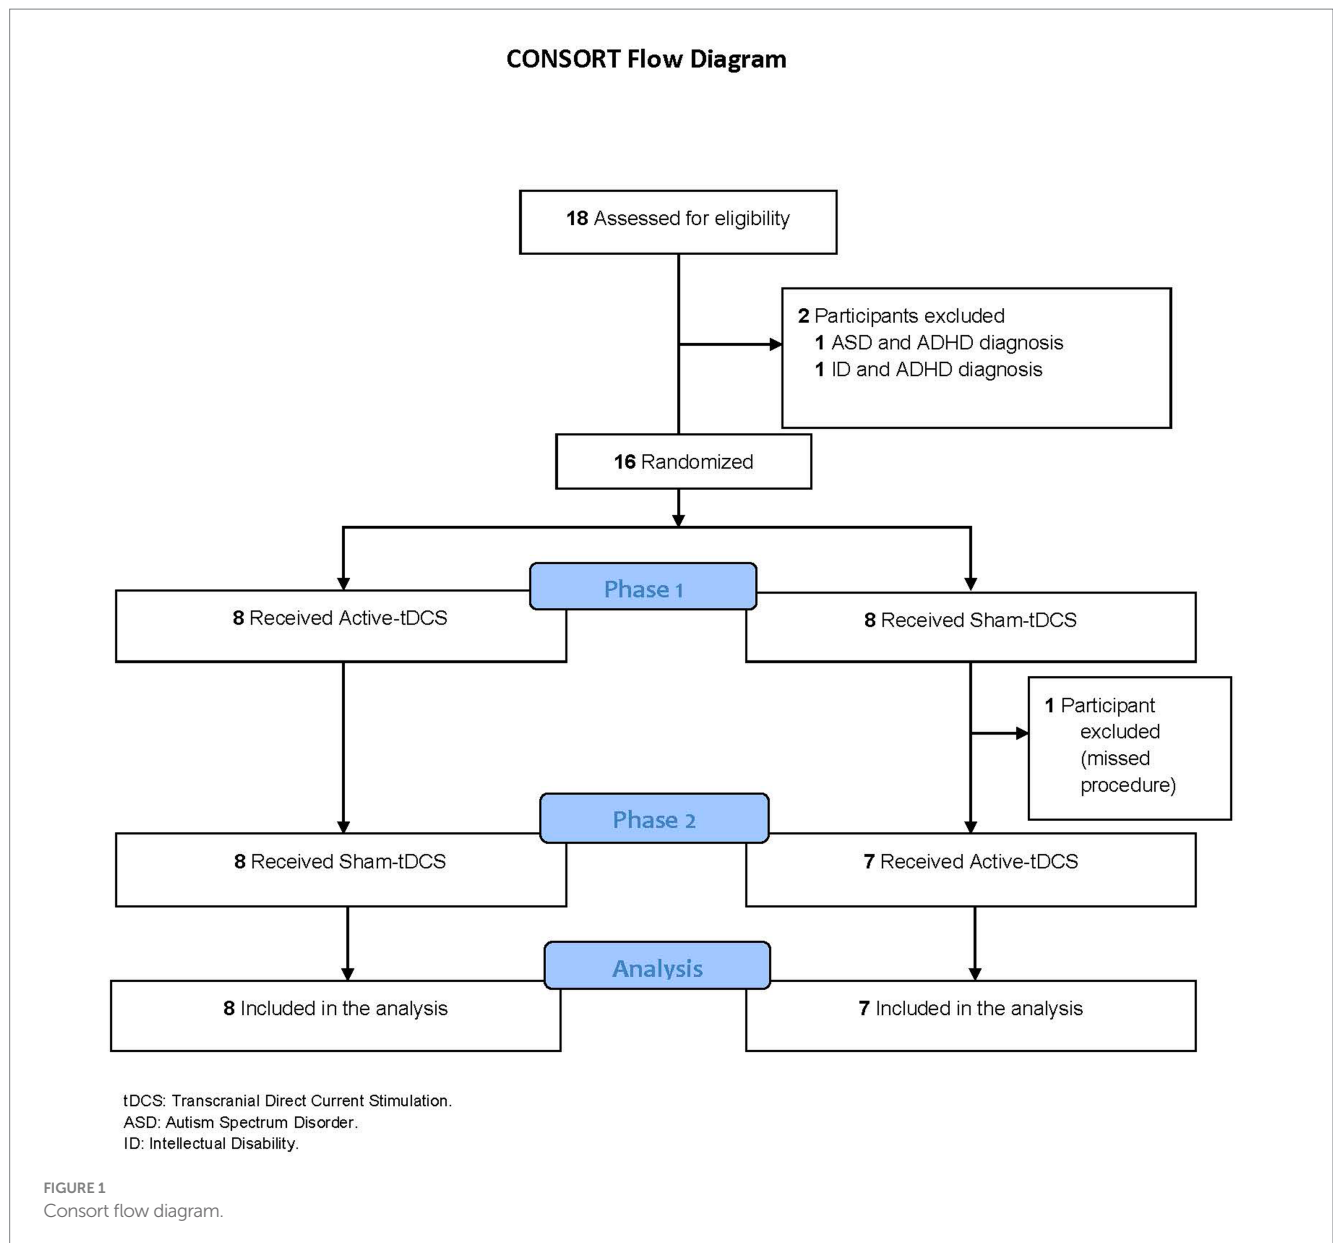 CONSORT Flow Diagram
18 Assessed for eligibility
2 Participants excluded
1 ASD and ADHD diagnosis
1 ID and ADHD diagnosis
16 Randomized
Phase 1
8 Received Active-tDCS
8 Received Sham-tDCS
1 Participant
excluded
(missed
procedure)
Phase 2
8 Received Sham-tDCS
7 Received Active-tDCS
Analysis
8 Included in the analysis
7 Included in the analysis
tDCS: Transcranial Direct Current Stimulation.
ASD: Autism Spectrum Disorder.
ID: Intellectual Disability.
FIGURE 1
Consort flow diagram.